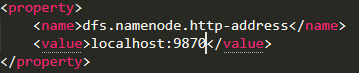 <property>
<name>dfs.namenode.http-address</name>
<value>localhost:9870</value>
</property>